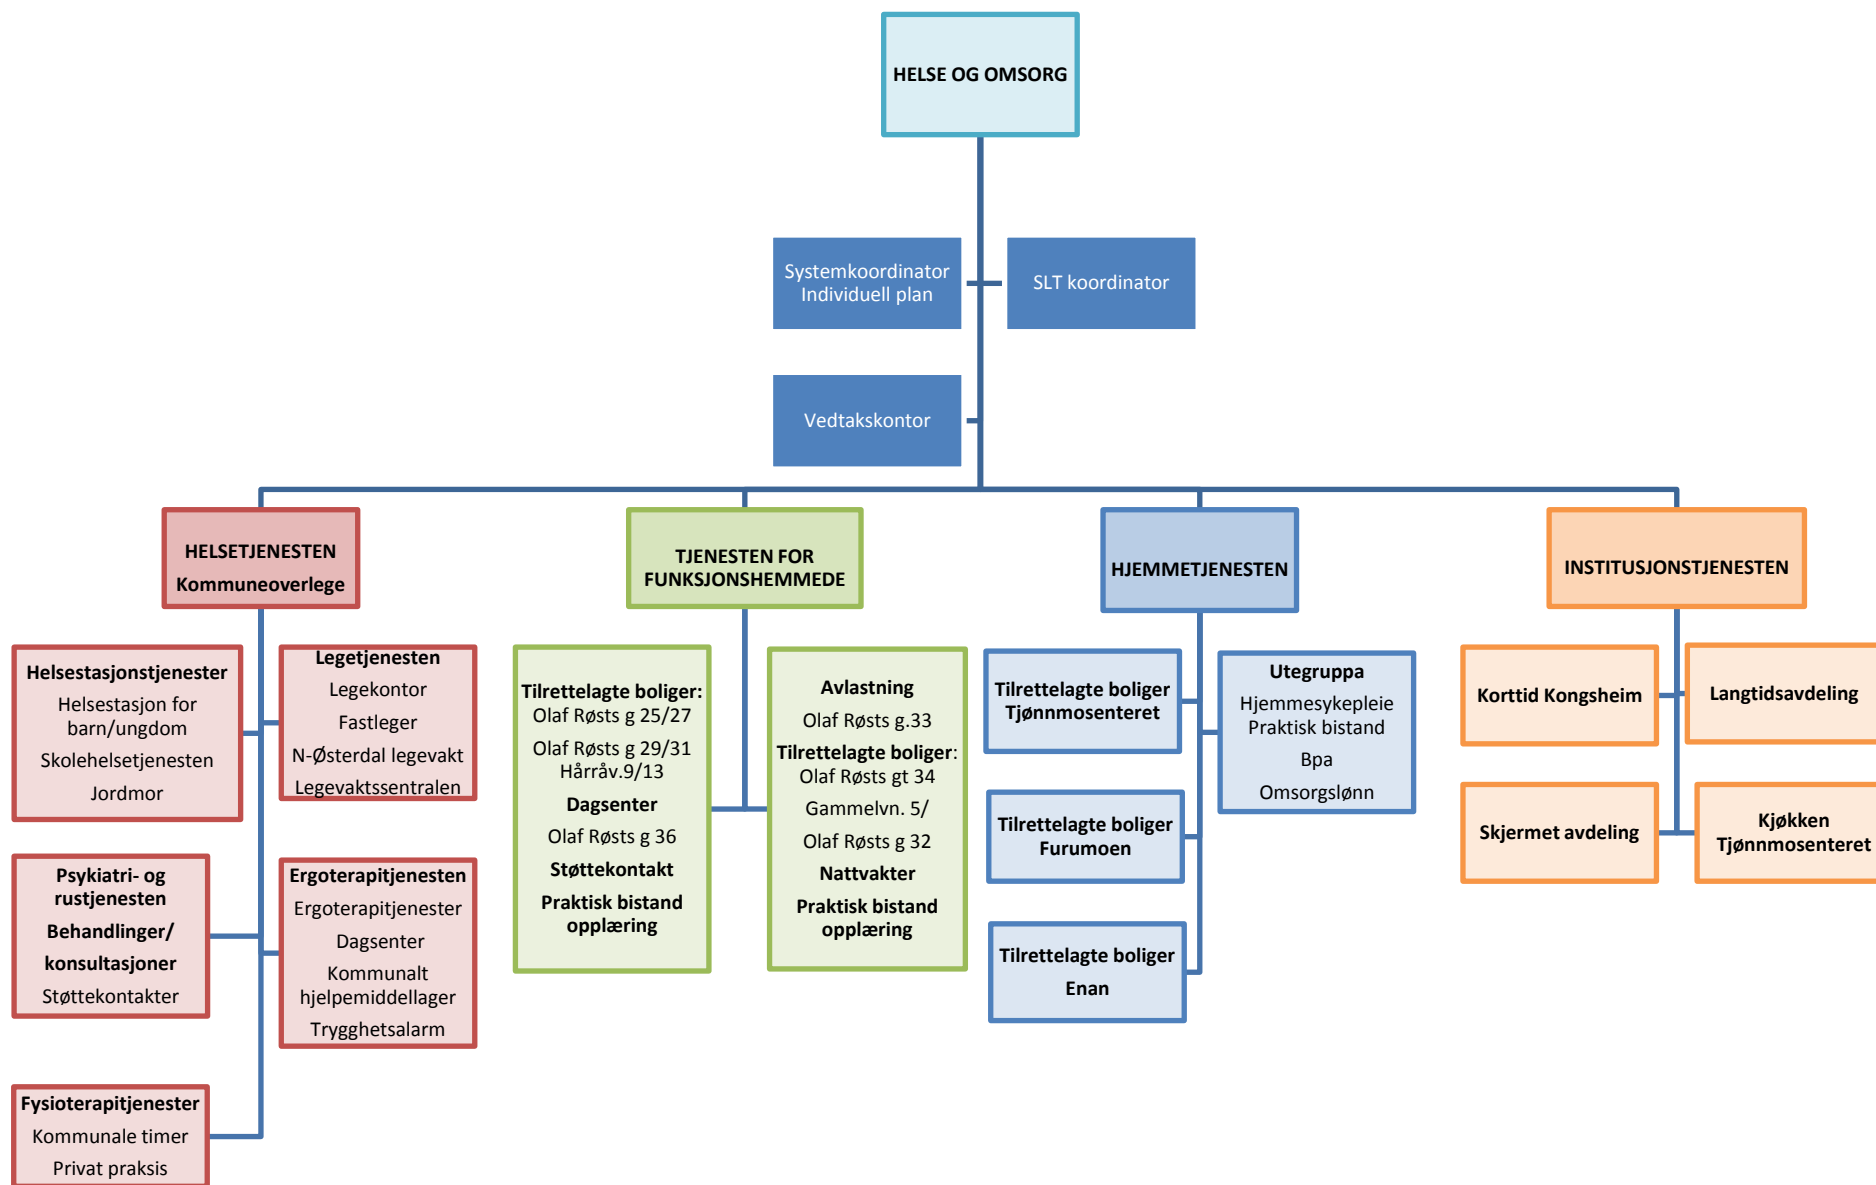 HELSE OG OMSORG
Systemkoordinator
Individuell plan
SLT koordinator
Vedtakskontor
HELSETJENESTEN
Kommuneoverlege
TJENESTEN FOR
FUNKSJONSHEMMEDE
HJEMMETJENESTEN
INSTITUSJONSTJENESTEN
Helsestasjonstjenester
Helsestasjon for
barn/ungdom
Skolehelsetjenesten
Jordmor
Legetjenesten
Legekontor
Fastleger
N-Østerdal legevakt
Legevaktssentralen
Psykiatri- og
rustjenesten
Behandlinger/
konsultasjoner
Støttekontakter
Ergoterapitjenesten
Ergoterapitjenester
Dagsenter
Kommunalt
hjelpemiddellager
Trygghetsalarm
Fysioterapitjenester
Kommunale timer
Privat praksis
Tilrettelagte boliger:
Olaf Røsts g 25/27
Olaf Røsts g 29/31
Hårråv.9/13
Dagsenter
Olaf Røsts g 36
Støttekontakt
Praktisk bistand
opplæring
Avlastning
Olaf Røsts g.33
Tilrettelagte boliger:
Olaf Røsts gt 34
Gammelvn. 5/
Olaf Røsts g 32
Nattvakter
Praktisk bistand
opplæring
Tilrettelagte boliger
Tjønnmosenteret
Utegruppa
Hjemmesykepleie
Praktisk bistand
Bpa
Omsorgslønn
Tilrettelagte boliger
Furumoen
Tilrettelagte boliger
Enan
Korttid Kongsheim
Langtidsavdeling
Skjermet avdeling
Kjøkken
Tjønnmosenteret